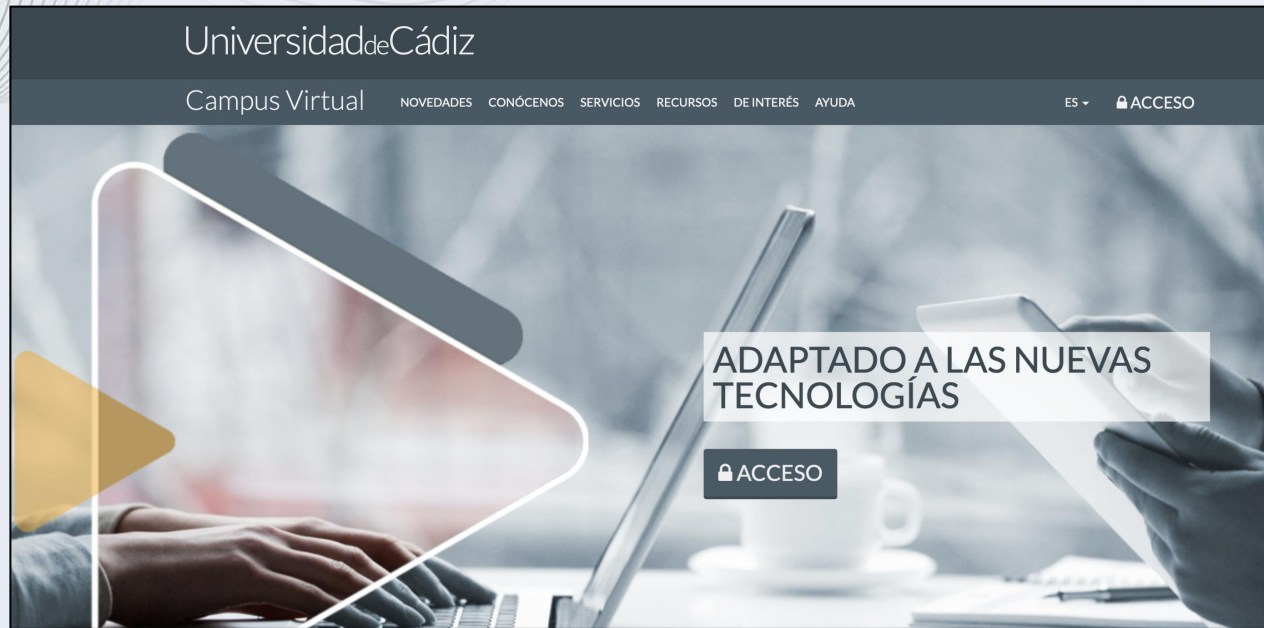 UniversidaddeCádiz
Campus Virtual NOVEDADES CONÓCENOS SERVICIOS RECURSOS DE INTERÉS AYUDA ES ACCESO
ADAPTADO A LAS NUEVAS
TECNOLOGÍAS
ACCESO